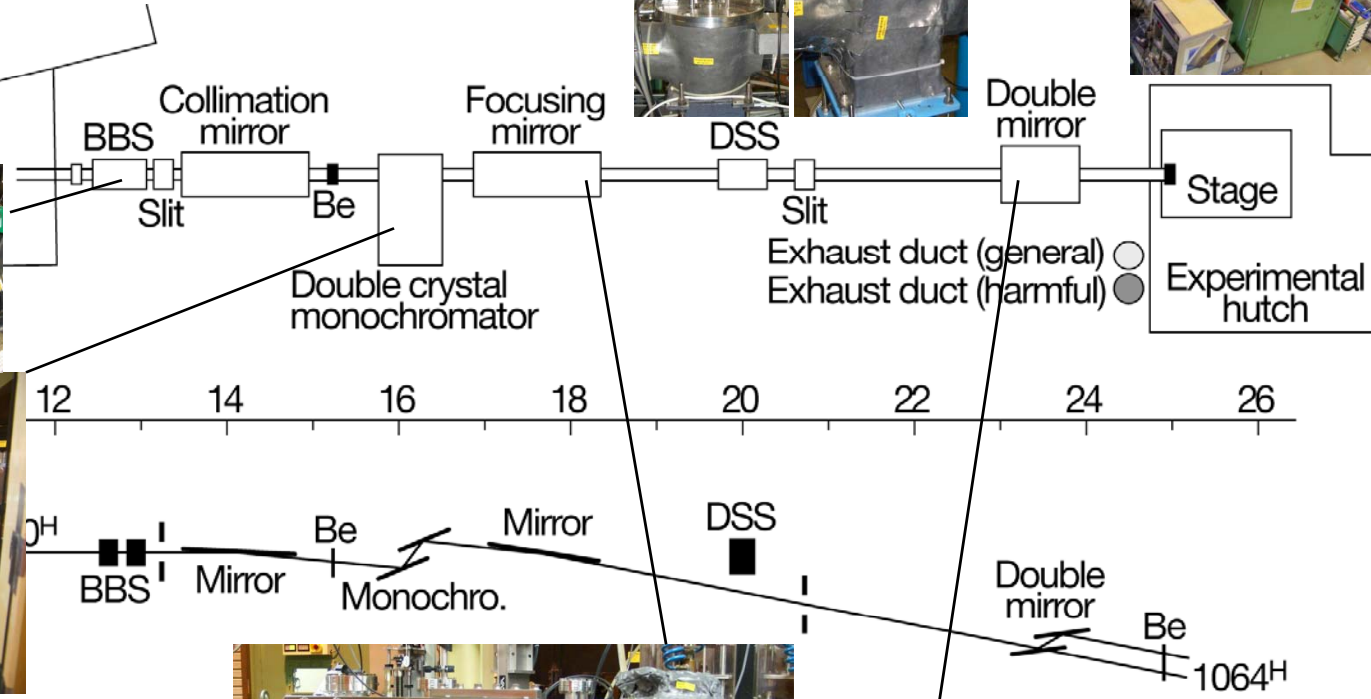 Collimation
mirror
Focusing
mirror
Double
mirror
BBS
DSS
Slit
Be
Slit
Stage
Double crystal
monochromator
Exhaust duct (general)
Exhaust duct (harmful)
Experimental
hutch
12 14 16 18 20 22 24 26
0H
BBS
Mirror
Be
Monochro.
Mirror
DSS
Double
mirror
Be
1064H